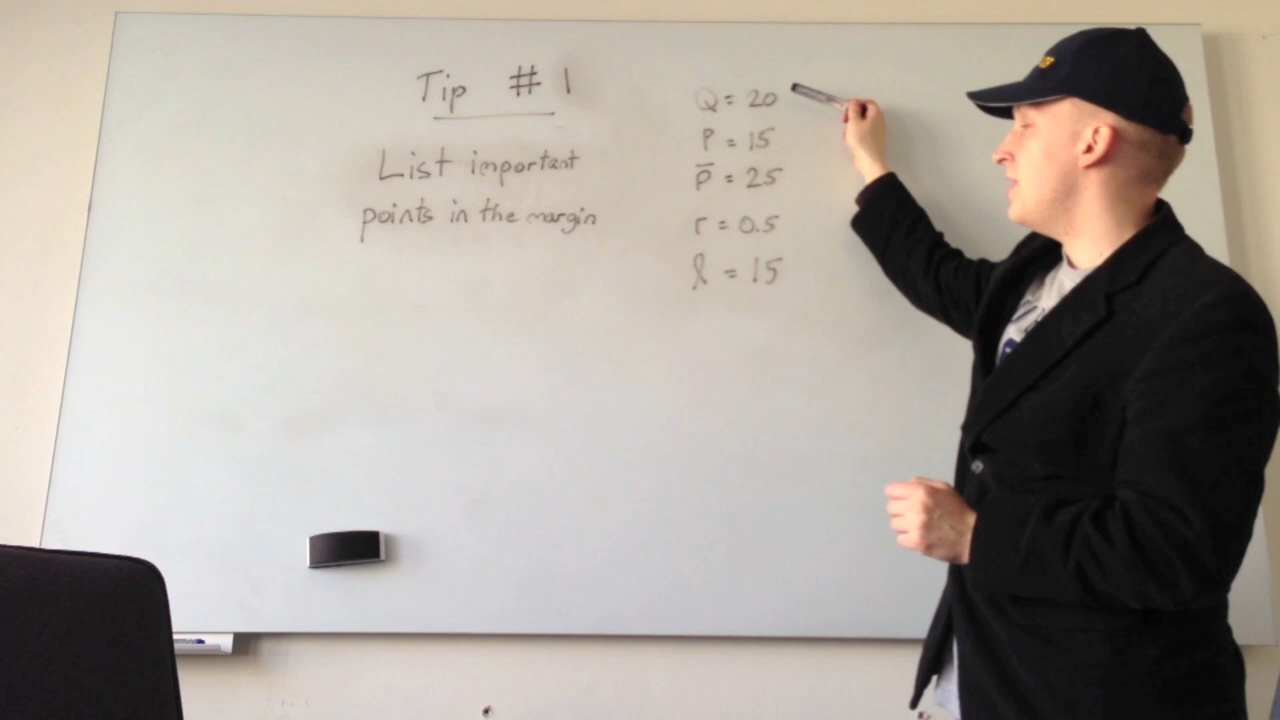 Tip # 1
List important
points in the margin
Q = 20
P = 15
P̅ = 25
r = 0.5
l = 15